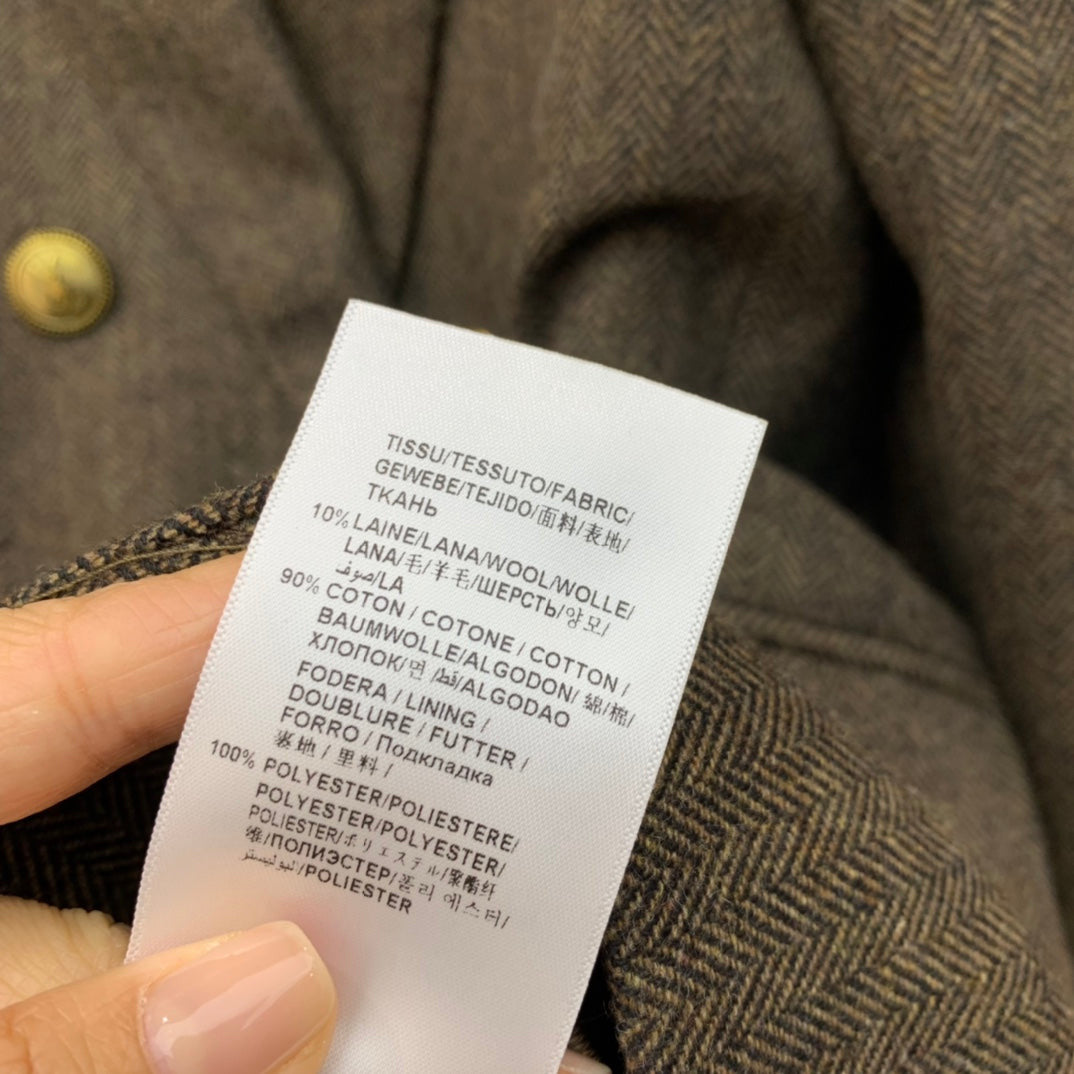 TISSU/TESSUTO/FABRIC/
GEWEBE/TEJIDO/面料/表地/
ТКАНЬ
10% LAINE/LANA/WOOL/WOLLE/
LANA/毛/羊毛/ШЕРСТЬ/양모/
صوف/LA
90% COTON / COTONE / COTTON /
BAUMWOLLE/ALGODON/ 綿/棉/
ХЛОПОК/면 /قطن/ALGODAO
FODERA / LINING /
DOUBLURE / FUTTER /
FORRO / Подкладка
裏地 / 里料 /
100% POLYESTER/POLIESTERE/
POLYESTER/POLYESTER/
POLIESTER/ポリエステル/聚酯纤
维/ПОЛИЭСТЕР/폴리 에스터/
/POLIESTER